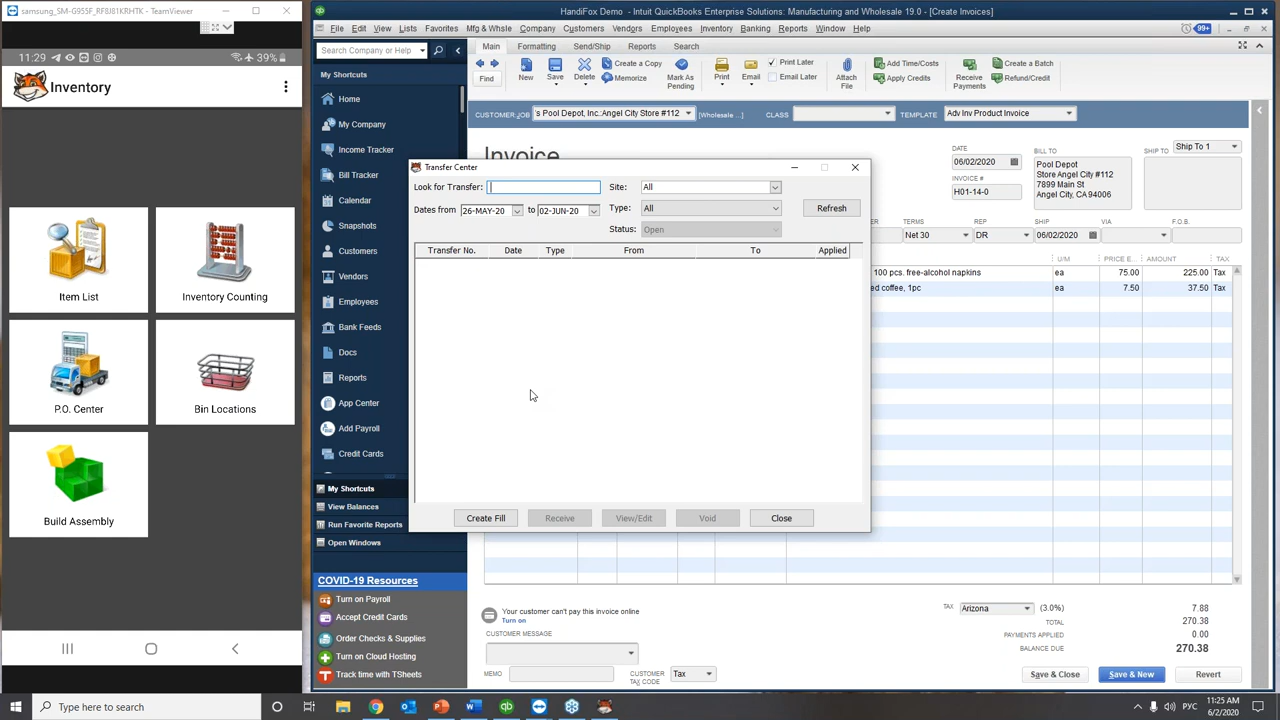 samsung_SM-G955F_RF8J81KRHTK - TeamViewer
HandiFox Demo - Intuit QuickBooks Enterprise Solutions: Manufacturing and Wholesale 19.0 - [Create Invoices]
File Edit View Lists Favorites My & Whole Company Customers Vendors Employees Inventory Banking Reports Window Help
99+
11:29
39%
Inventory
Item List
Inventory Counting
P.O. Center
Bin Locations
Build Assembly
Search Company or Help
My Shortcuts
Home
My Company
Income Tracker
Bill Tracker
Calendar
Snapshots
Customers
Vendors
Employees
Bank Feeds
Docs
Reports
App Center
Add Payroll
Credit Cards
My Shortcuts
View Balances
Run Favorite Reports
Open Windows
COVID-19 Resources
Turn on Payroll
Accept Credit Cards
Order Checks & Supplies
Turn on Cloud Hosting
Track time with TSheets
Main Formatting Send/Ship Reports Search
Find
New
Save
Delete
Create a Copy
Memorize
Mark As
Pending
Print
Email
Print Later
Email Later
Attach
File
Add Time/Costs
Apply Credits
Receive
Payments
Create a Batch
Refund/Credit
CUSTOMER:JOB 's Pool Depot, Inc.:Angel City Store #112 [Wholesale ...] CLASS TEMPLATE Adv Inv Product Invoice
Invoice
DATE
06/02/2020
INVOICE #
H01-14-0
BILL TO
Pool Depot
Store Angel City #112
7899 Main St
Angel City, CA 94006
SHIP TO
Ship To 1
TERMS
Net 30
REP
DR
SHIP
06/02/2020
VIA
F.O.B.
U/M PRICE E... AMOUNT TAX
100 pcs. free-alcohol napkins ea 75.00 225.00 Tax
ed coffee, 1pc ea 7.50 37.50 Tax
Transfer Center
Look for Transfer:
Site: All
Dates from 26-MAY-20 to 02-JUN-20
Type: All
Refresh
Status: Open
Transfer No. Date Type From To Applied
Create Fill Receive View/Edit Void Close
Your customer can't pay this invoice online
Turn on
CUSTOMER MESSAGE
MEMO
CUSTOMER
TAX CODE
Tax
TAX Arizona (3.0%) 7.88
TOTAL 270.38
PAYMENTS APPLIED 0.00
BALANCE DUE 270.38
Save & Close Save & New Revert
Type here to search
РУС
11:25 AM
6/2/2020